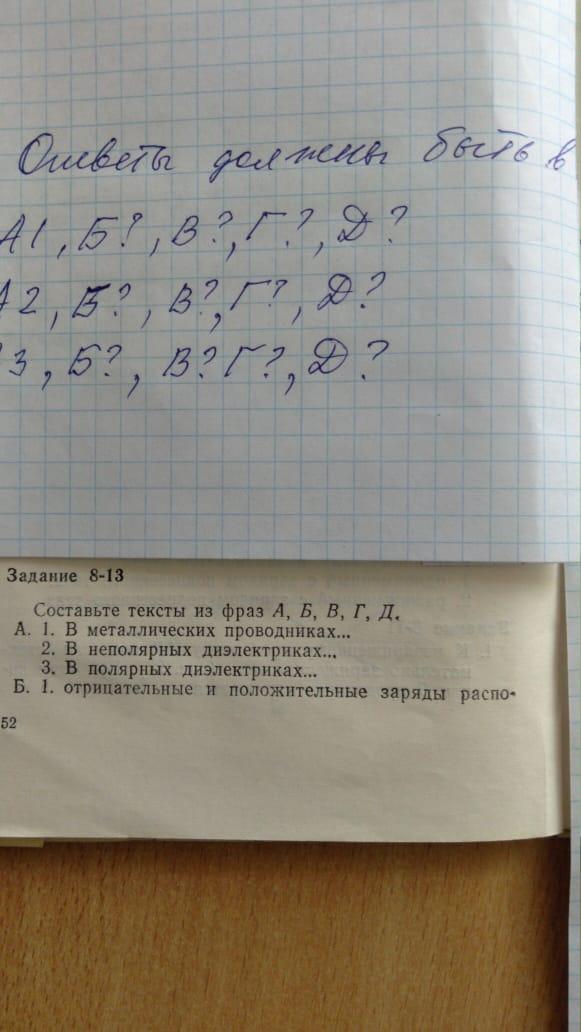 Ответы должны быть в
А1, Б?, В?, Г?, Д?
А2, Б?, В?, Г?, Д?
3, Б?, В? Г?, Д?
Задание 8-13
Составьте тексты из фраз А, Б, В, Г, Д.
А. 1. В металлических проводниках...
2. В неполярных диэлектриках...
3. В полярных диэлектриках...
Б. 1. отрицательные и положительные заряды распо-
52